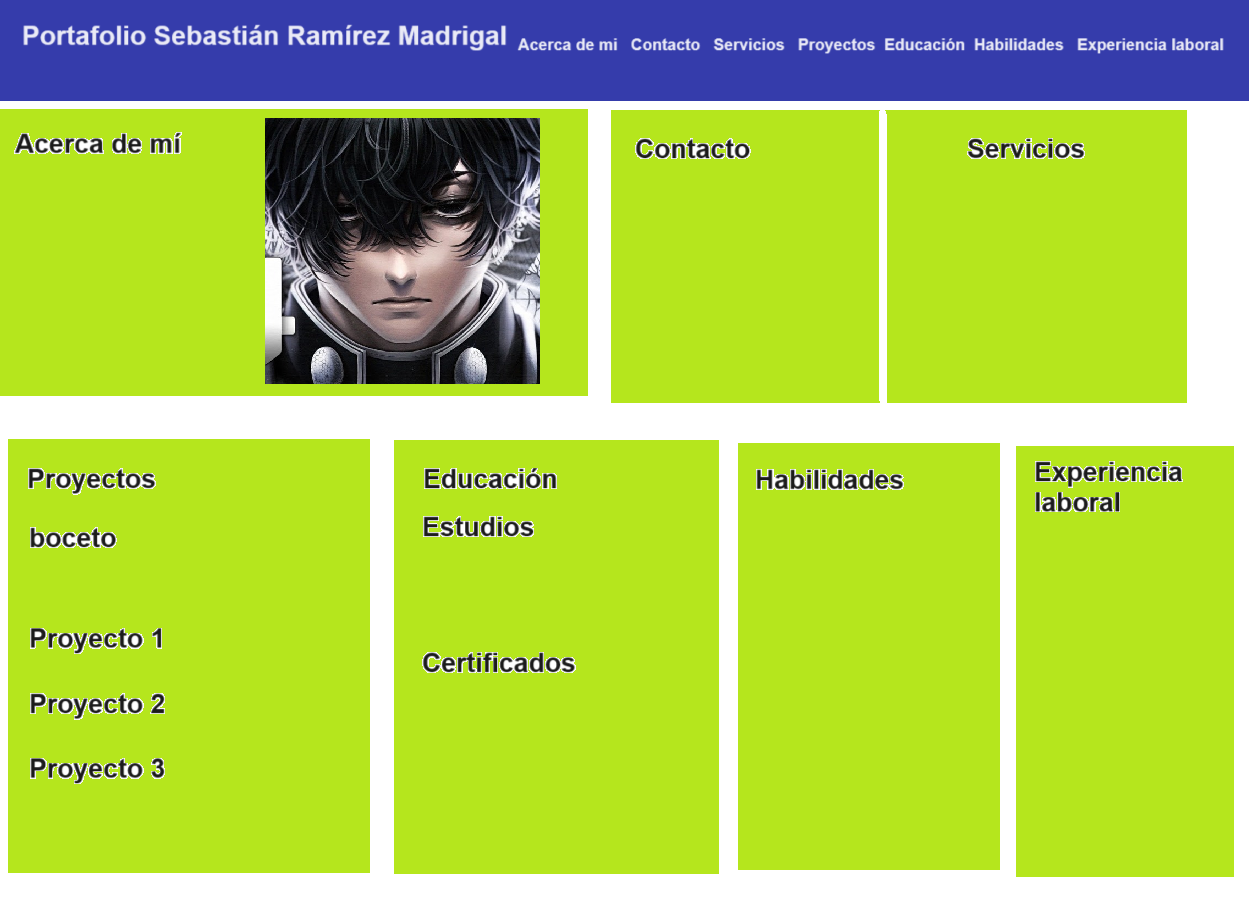 Portafolio Sebastián Ramírez Madrigal
Acerca de mi Contacto Servicios Proyectos Educación Habilidades Experiencia laboral
Acerca de mí
Contacto
Servicios
Proyectos
boceto
Proyecto 1
Proyecto 2
Proyecto 3
Educación
Estudios
Certificados
Habilidades
Experiencia
laboral